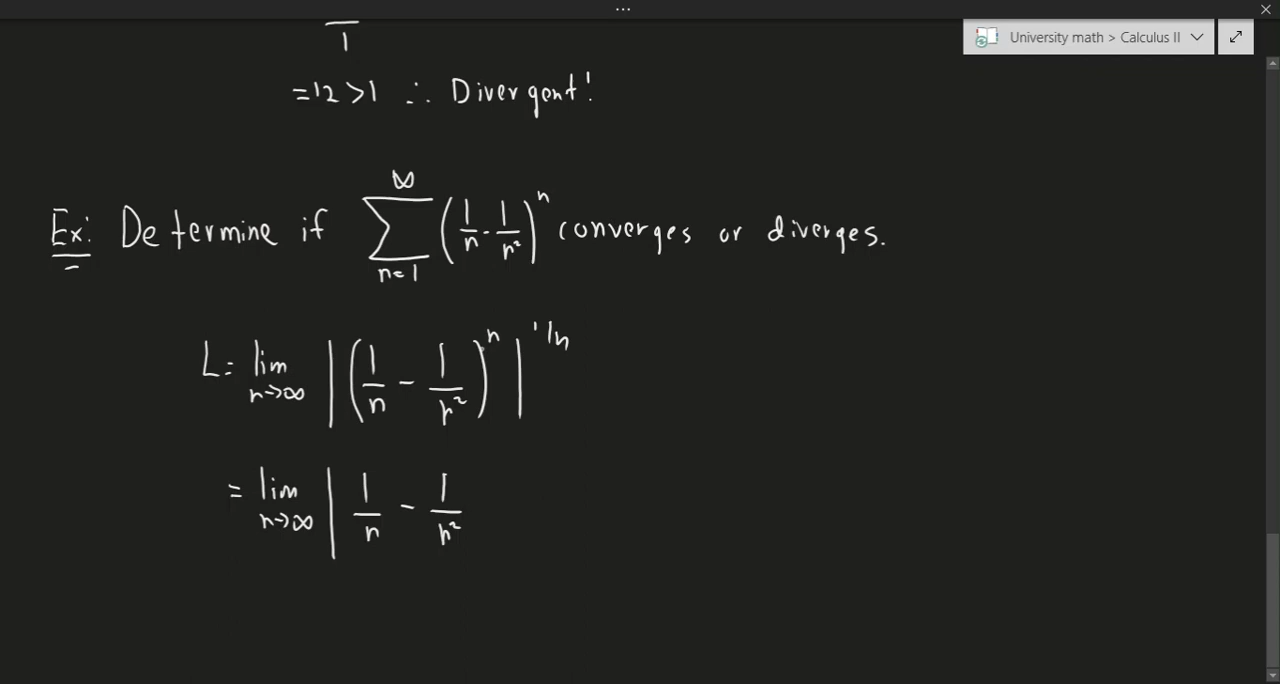 ...
University math > Calculus II
1
= 12 > 1 ∴ Divergent!
Ex: Determine if ∑_{n=1}^{∞} (1/n - 1/n²)^n converges or diverges.
L = lim_{n→∞} |(1/n - 1/n²)^n|^{1/n}
= lim_{n→∞} | 1/n - 1/n²